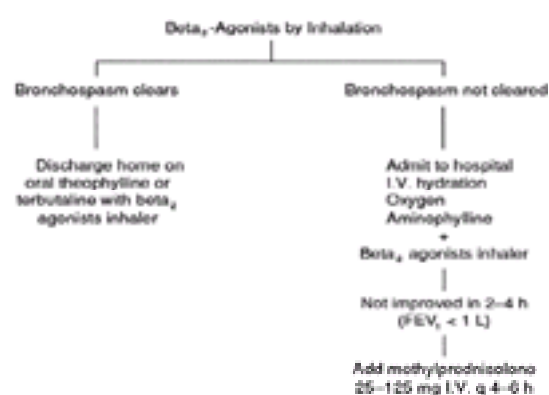 Beta₂-Agonists by Inhalation
Bronchospasm clears
Bronchospasm not cleared
Discharge home on
oral theophylline or
terbutaline with beta₂
agonists inhaler
Admit to hospital
I.V. hydration
Oxygen
Aminophylline
+
Beta₂ agonists inhaler
Not improved in 2–4 h
(FEV₁ < 1 L)
Add methylprednisolone
25–125 mg I.V. q 4–6 h